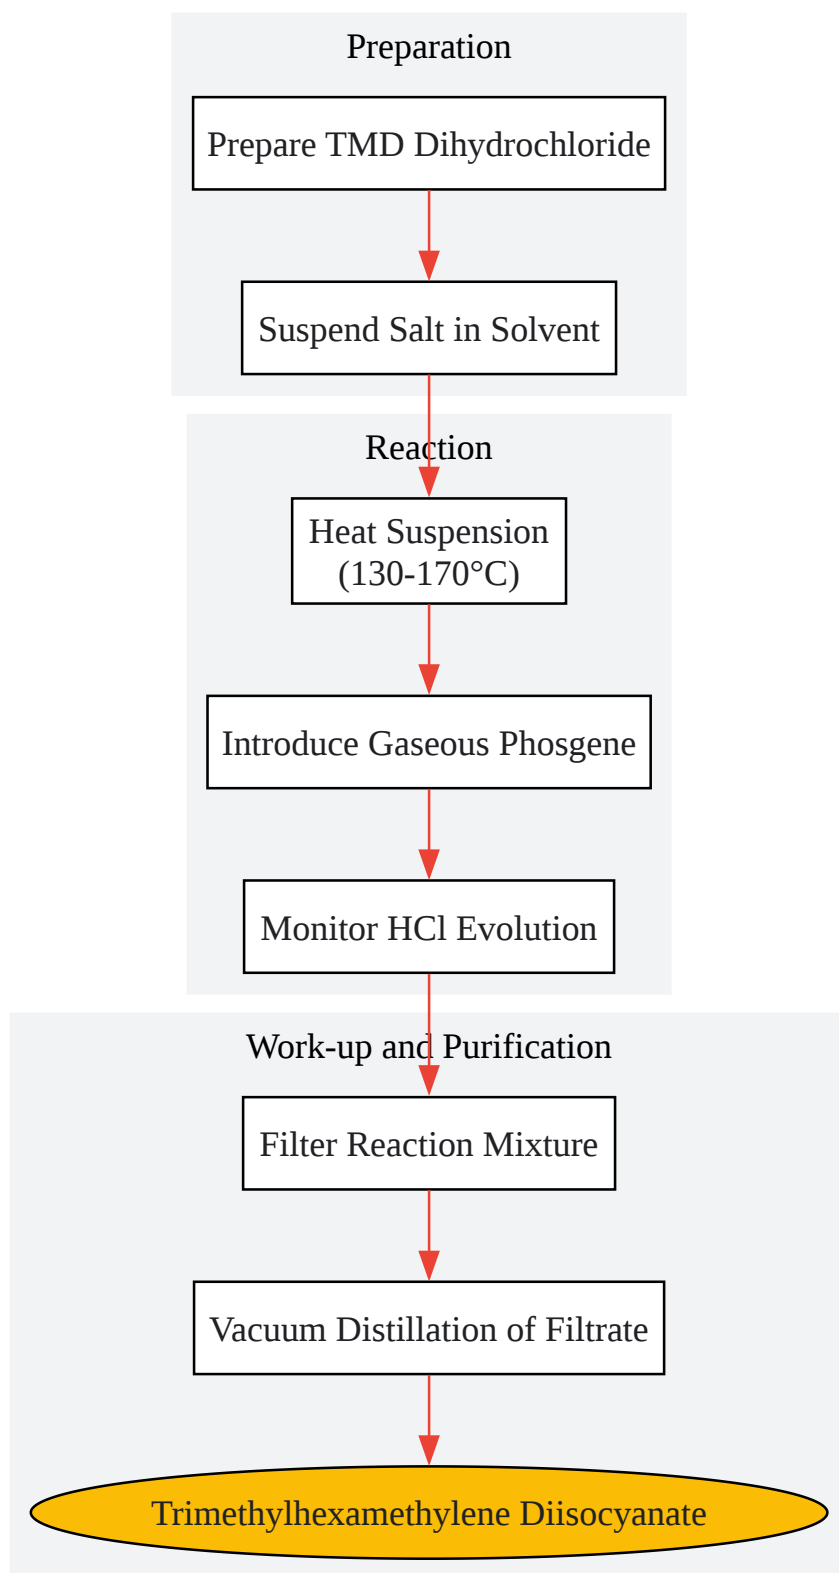 Preparation
Prepare TMD Dihydrochloride
Suspend Salt in Solvent
Reaction
Heat Suspension
(130-170°C)
Introduce Gaseous Phosgene
Monitor HCl Evolution
Work-up and Purification
Filter Reaction Mixture
Vacuum Distillation of Filtrate
Trimethylhexamethylene Diisocyanate